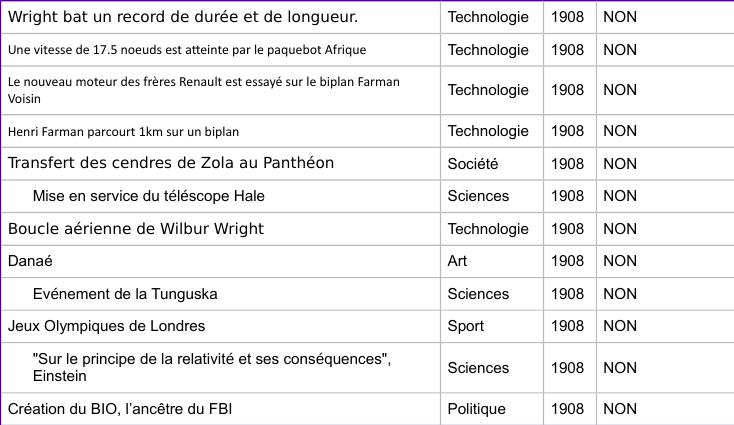 Wright bat un record de durée et de longueur. Technologie 1908 NON
Une vitesse de 17.5 noeuds est atteinte par le paquebot Afrique Technologie 1908 NON
Le nouveau moteur des frères Renault est essayé sur le biplan Farman
Voisin Technologie 1908 NON
Henri Farman parcourt 1km sur un biplan Technologie 1908 NON
Transfert des cendres de Zola au Panthéon Société 1908 NON
Mise en service du téléscope Hale Sciences 1908 NON
Boucle aérienne de Wilbur Wright Technologie 1908 NON
Danaé Art 1908 NON
Evénement de la Tunguska Sciences 1908 NON
Jeux Olympiques de Londres Sport 1908 NON
"Sur le principe de la relativité et ses conséquences",
Einstein Sciences 1908 NON
Création du BIO, l’ancêtre du FBI Politique 1908 NON